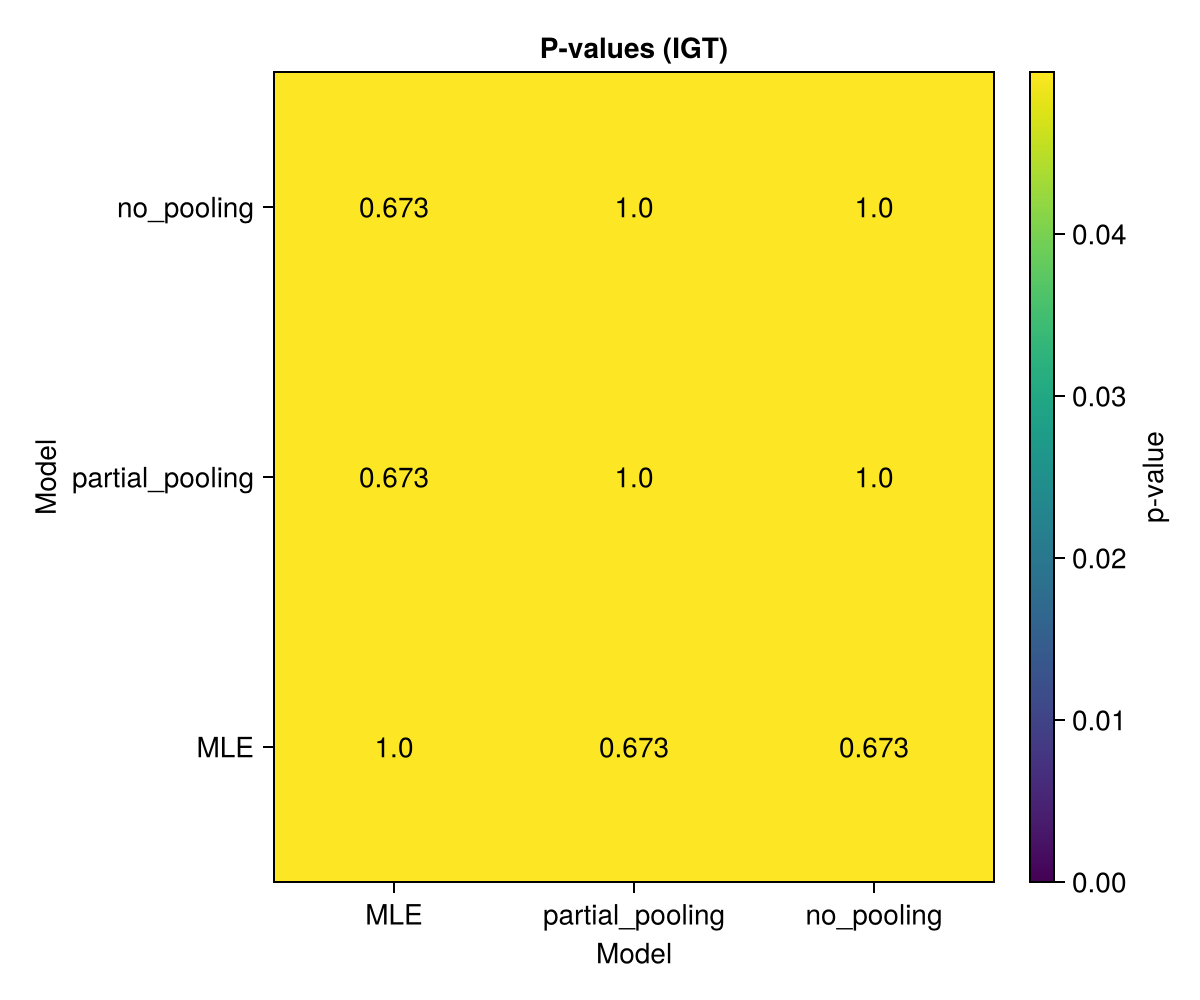 P-values (IGT)
no_pooling 0.673 1.0 1.0
partial_pooling 0.673 1.0 1.0
MLE 1.0 0.673 0.673
MLE partial_pooling no_pooling
Model
Model
0.04
0.03
0.02
0.01
0.00
p-value